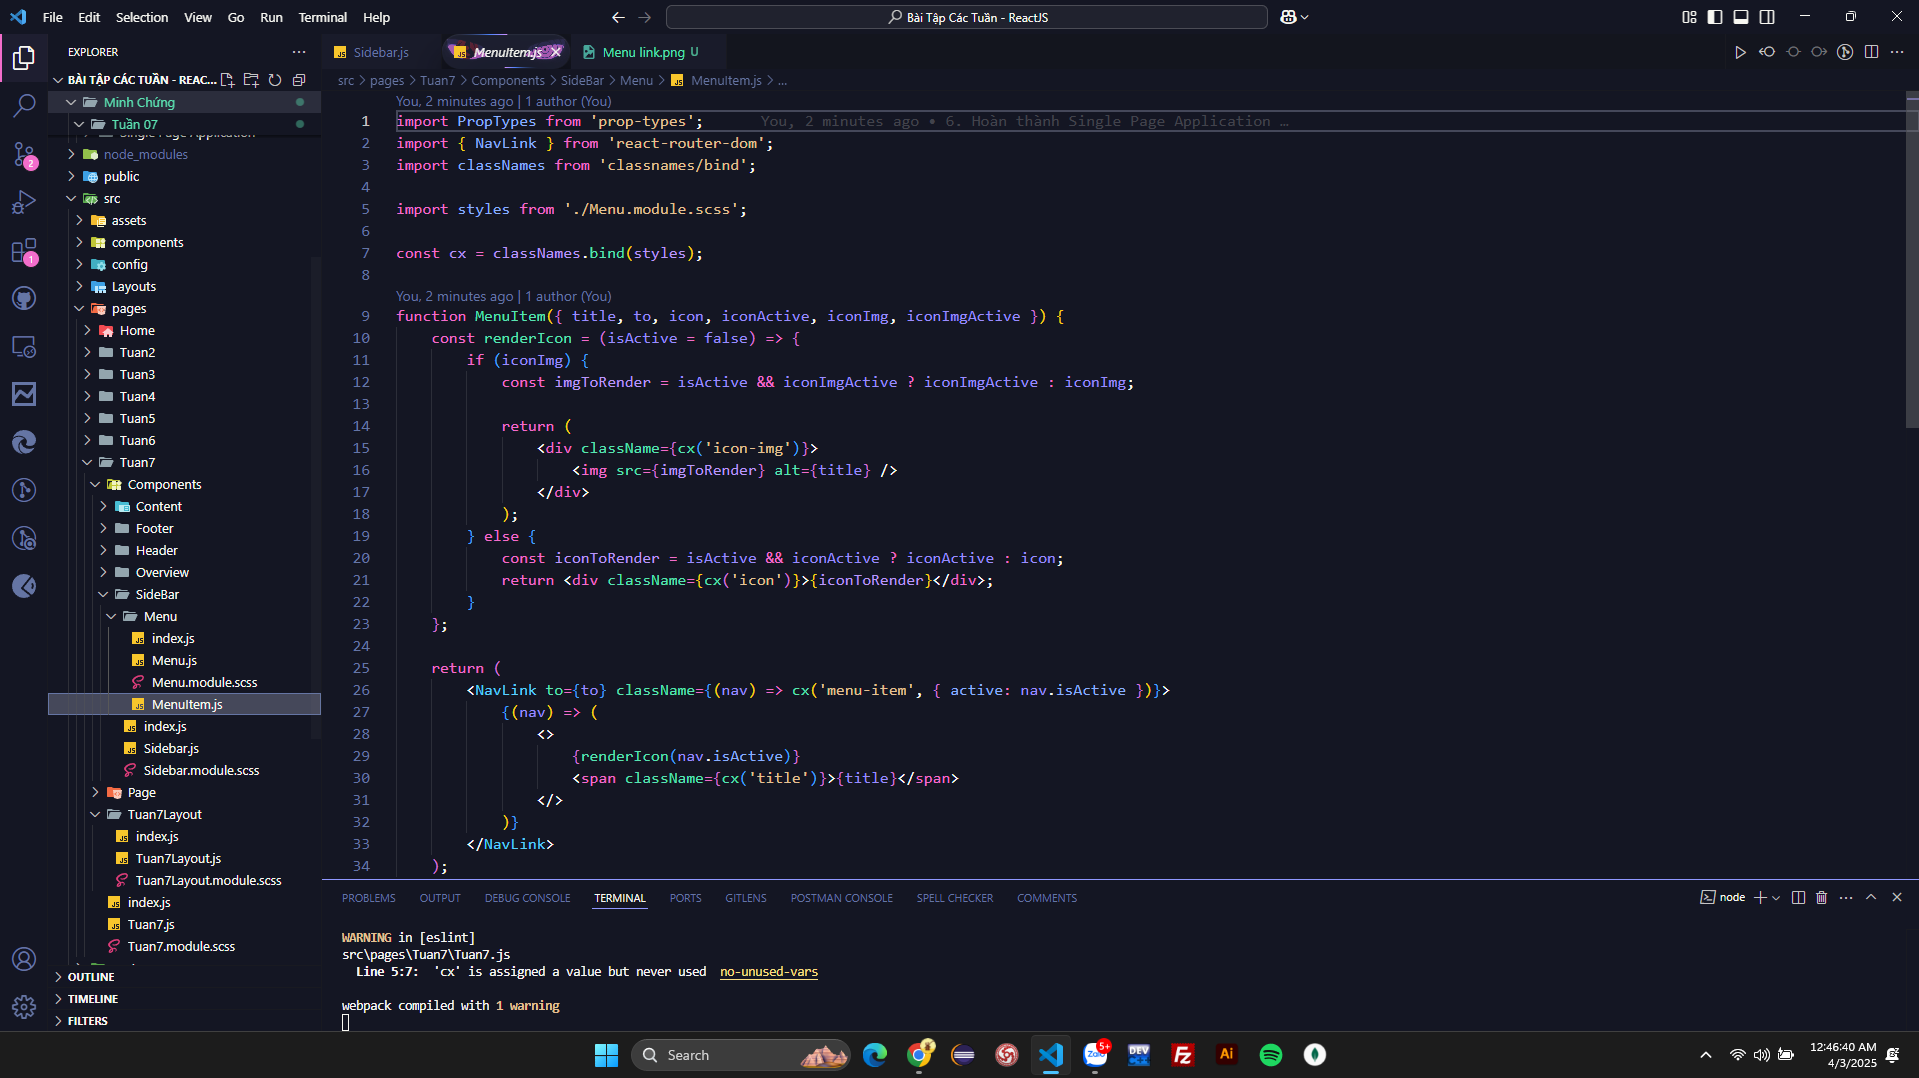 File Edit Selection View Go Run Terminal Help
Bài Tập Các Tuần - ReactJS
EXPLORER
BÀI TẬP CÁC TUẦN - REAC...
Minh Chứng
Tuần 07
Single Page Application
node_modules
public
src
assets
components
config
Layouts
pages
Home
Tuan2
Tuan3
Tuan4
Tuan5
Tuan6
Tuan7
Components
Content
Footer
Header
Overview
SideBar
Menu
index.js
Menu.js
Menu.module.scss
MenuItem.js
index.js
Sidebar.js
Sidebar.module.scss
Page
Tuan7Layout
index.js
Tuan7Layout.js
Tuan7Layout.module.scss
index.js
Tuan7.js
Tuan7.module.scss
OUTLINE
TIMELINE
FILTERS
2
1
Sidebar.js MenuItem.js Menu link.png U
src > pages > Tuan7 > Components > SideBar > Menu > MenuItem.js > ...
You, 2 minutes ago | 1 author (You)
1 import PropTypes from 'prop-types'; You, 2 minutes ago • 6. Hoàn thành Single Page Application …
2 import { NavLink } from 'react-router-dom';
3 import classNames from 'classnames/bind';
4
5 import styles from './Menu.module.scss';
6
7 const cx = classNames.bind(styles);
8
You, 2 minutes ago | 1 author (You)
9 function MenuItem({ title, to, icon, iconActive, iconImg, iconImgActive }) {
10 const renderIcon = (isActive = false) => {
11 if (iconImg) {
12 const imgToRender = isActive && iconImgActive ? iconImgActive : iconImg;
13
14 return (
15 <div className={cx('icon-img')}>
16 <img src={imgToRender} alt={title} />
17 </div>
18 );
19 } else {
20 const iconToRender = isActive && iconActive ? iconActive : icon;
21 return <div className={cx('icon')}>{iconToRender}</div>;
22 }
23 };
24
25 return (
26 <NavLink to={to} className={(nav) => cx('menu-item', { active: nav.isActive })}>
27 {(nav) => (
28 <>
29 {renderIcon(nav.isActive)}
30 <span className={cx('title')}>{title}</span>
31 </>
32 )}
33 </NavLink>
34 );
PROBLEMS OUTPUT DEBUG CONSOLE TERMINAL PORTS GITLENS POSTMAN CONSOLE SPELL CHECKER COMMENTS
node
WARNING in [eslint]
src\pages\Tuan7\Tuan7.js
Line 5:7: 'cx' is assigned a value but never used no-unused-vars
webpack compiled with 1 warning
Search
Zalo
5+
DEV
Fz
Ai
12:46:40 AM
4/3/2025